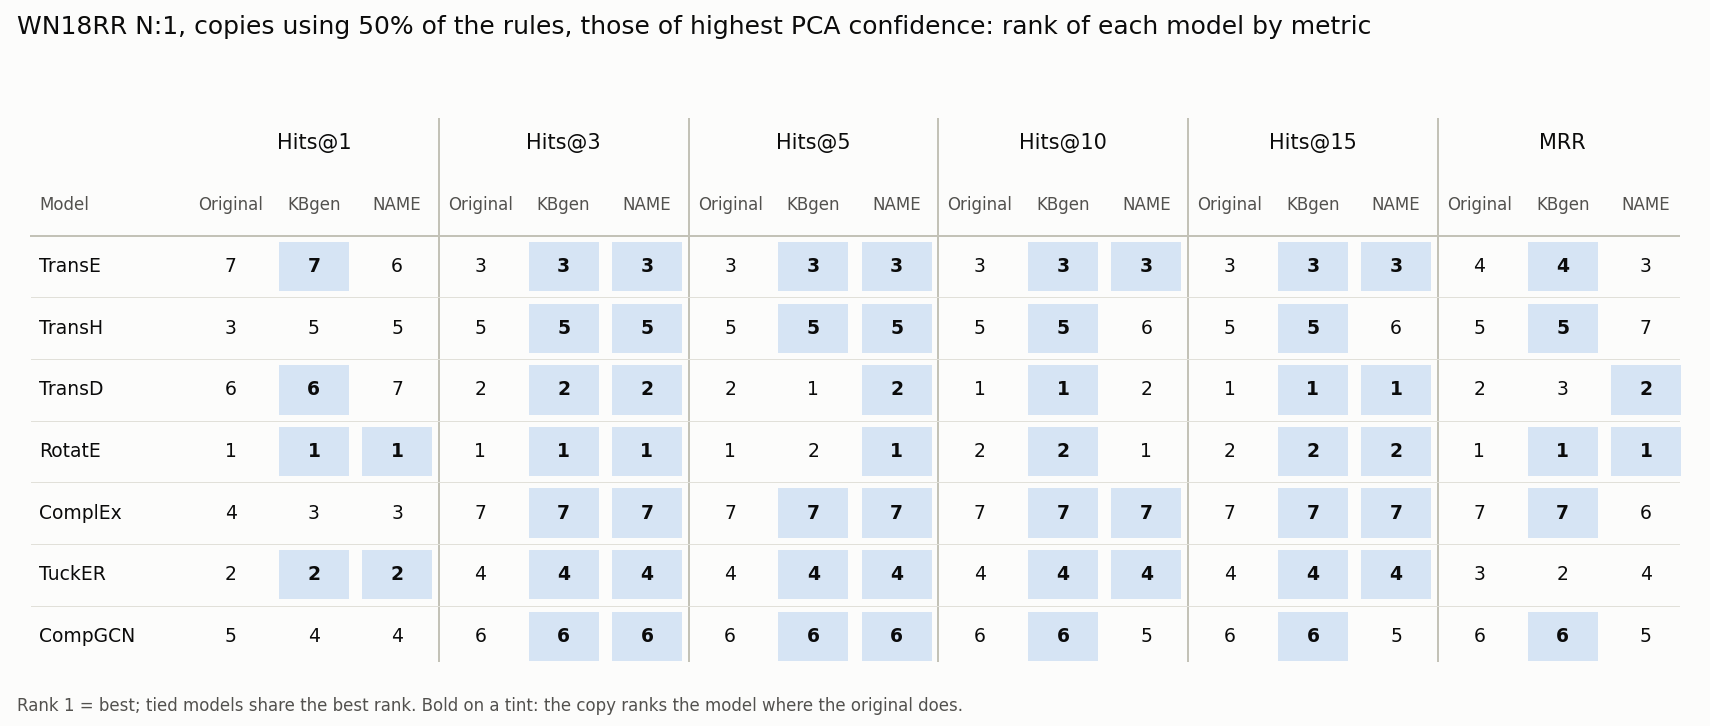 WN18RR N:1, copies using 50% of the rules, those of highest PCA confidence: rank of each model by metric
Hits@1 Hits@3 Hits@5 Hits@10 Hits@15 MRR
Model Original KBgen NAME Original KBgen NAME Original KBgen NAME Original KBgen NAME Original KBgen NAME Original KBgen NAME
TransE 7 7 6 3 3 3 3 3 3 3 3 3 3 3 3 4 4 3
TransH 3 5 5 5 5 5 5 5 5 5 5 6 5 5 6 5 5 7
TransD 6 6 7 2 2 2 2 1 2 1 1 2 1 1 1 2 3 2
RotatE 1 1 1 1 1 1 1 2 1 2 2 1 2 2 2 1 1 1
ComplEx 4 3 3 7 7 7 7 7 7 7 7 7 7 7 7 7 7 6
TuckER 2 2 2 4 4 4 4 4 4 4 4 4 4 4 4 3 2 4
CompGCN 5 4 4 6 6 6 6 6 6 6 6 5 6 6 5 6 6 5
Rank 1 = best; tied models share the best rank. Bold on a tint: the copy ranks the model where the original does.